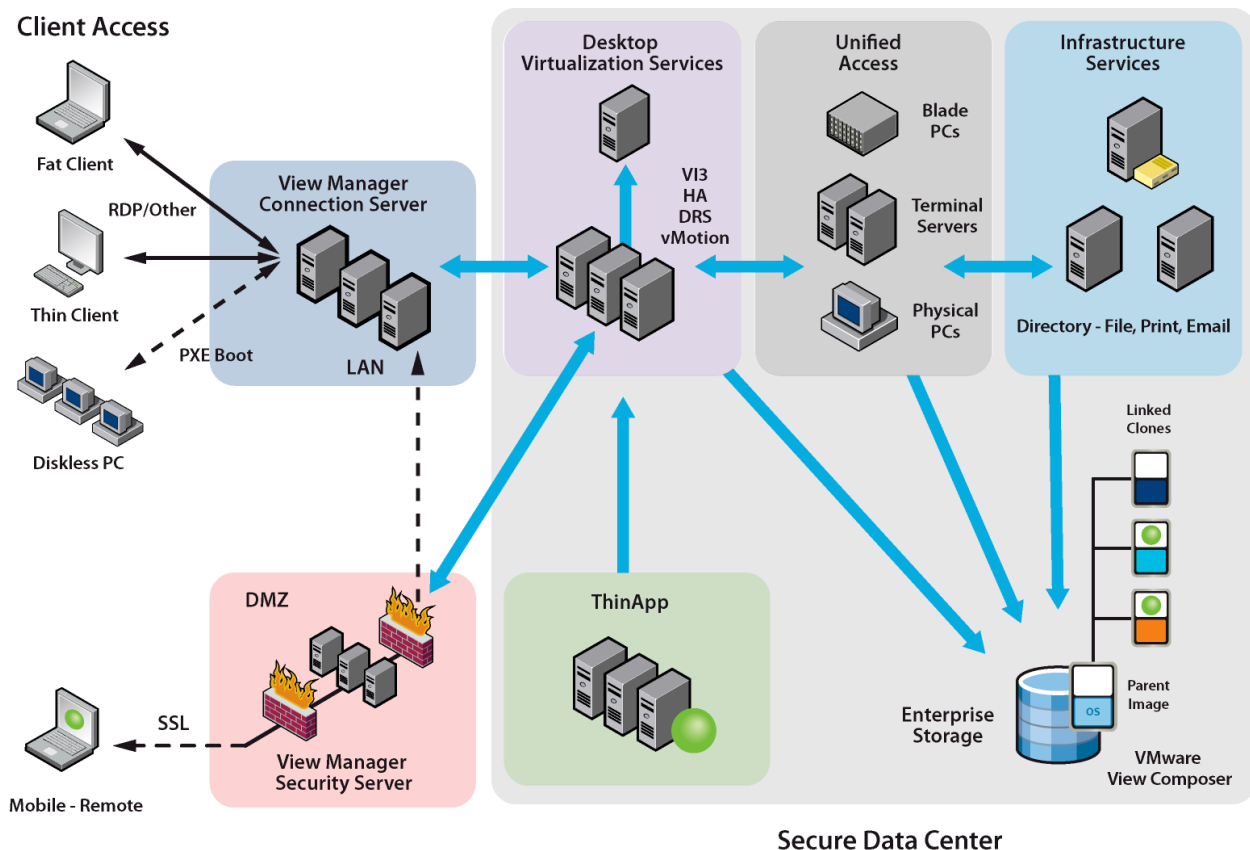 Client Access
Fat Client
RDP/Other
Thin Client
PXE Boot
Diskless PC
View Manager
Connection Server
LAN
DMZ
View Manager
Security Server
SSL
Mobile - Remote
Desktop
Virtualization Services
VI3
HA
DRS
vMotion
Unified
Access
Blade
PCs
Terminal
Servers
Physical
PCs
Infrastructure
Services
Directory - File, Print, Email
ThinApp
Linked
Clones
Parent
Image
OS
Enterprise
Storage
VMware
View Composer
Secure Data Center